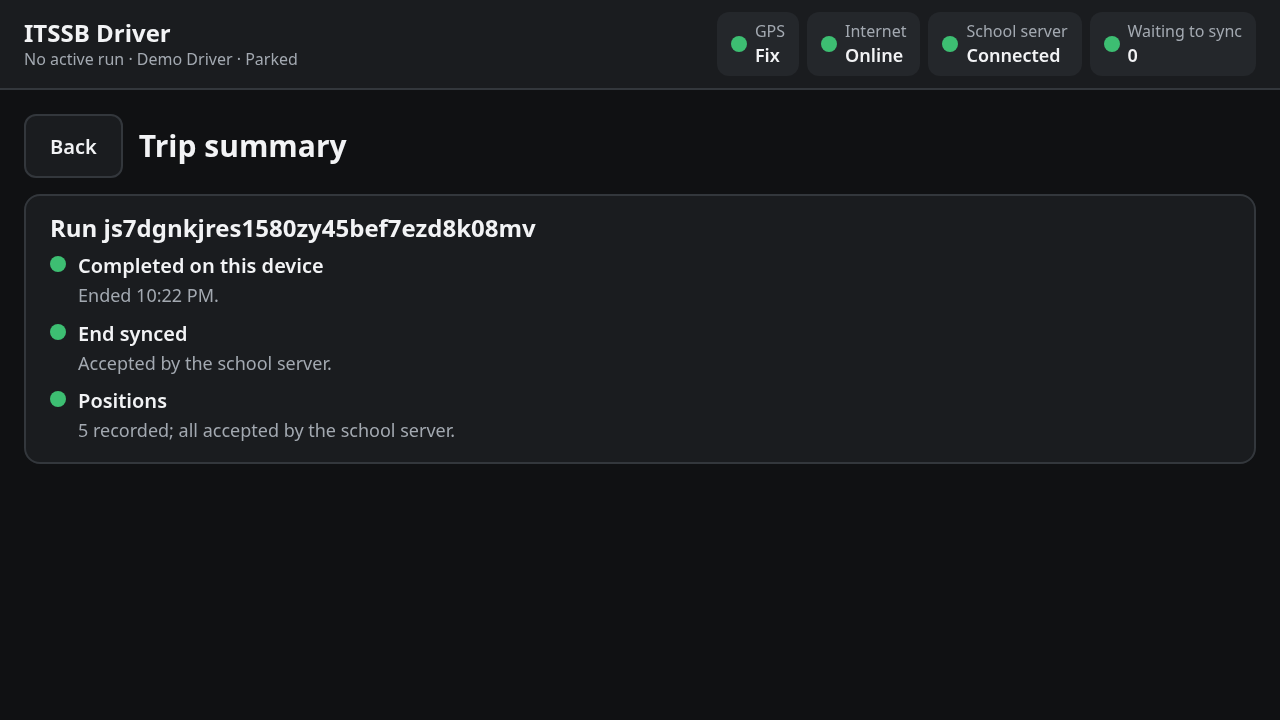 ITSSB Driver
No active run · Demo Driver · Parked
GPS
Fix
Internet
Online
School server
Connected
Waiting to sync
0
Back
Trip summary
Run js7dgnkjres1580zy45bef7ezd8k08mv
Completed on this device
Ended 10:22 PM.
End synced
Accepted by the school server.
Positions
5 recorded; all accepted by the school server.